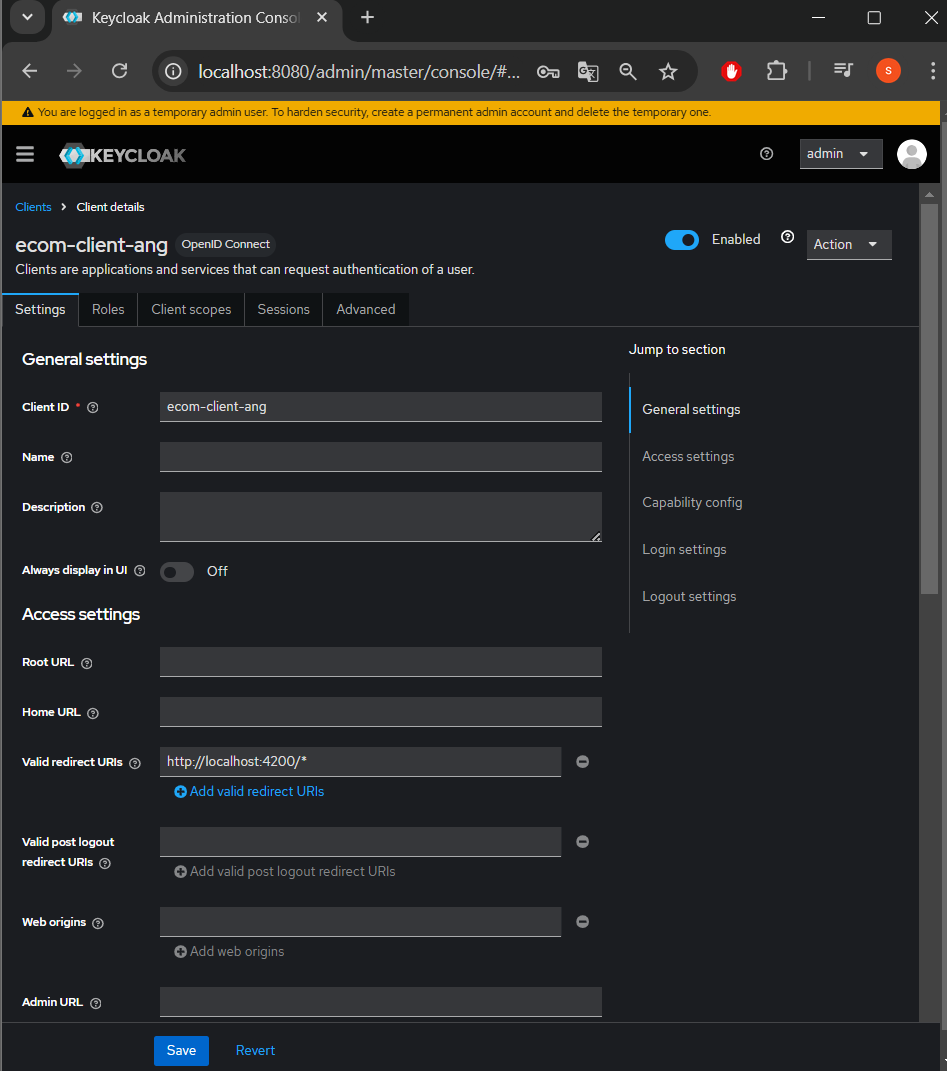 Keycloak Administration Conso
localhost:8080/admin/master/console/#...
S
You are logged in as a temporary admin user. To harden security, create a permanent admin account and delete the temporary one.
KEYCLOAK
admin
Clients > Client details
ecom-client-ang OpenID Connect
Enabled
Action
Clients are applications and services that can request authentication of a user.
Settings Roles Client scopes Sessions Advanced
General settings
Jump to section
Client ID * ecom-client-ang
General settings
Name
Access settings
Description
Capability config
Login settings
Always display in UI Off
Logout settings
Access settings
Root URL
Home URL
Valid redirect URIs http://localhost:4200/*
Add valid redirect URIs
Valid post logout
redirect URIs
Add valid post logout redirect URIs
Web origins
Add web origins
Admin URL
Save Revert